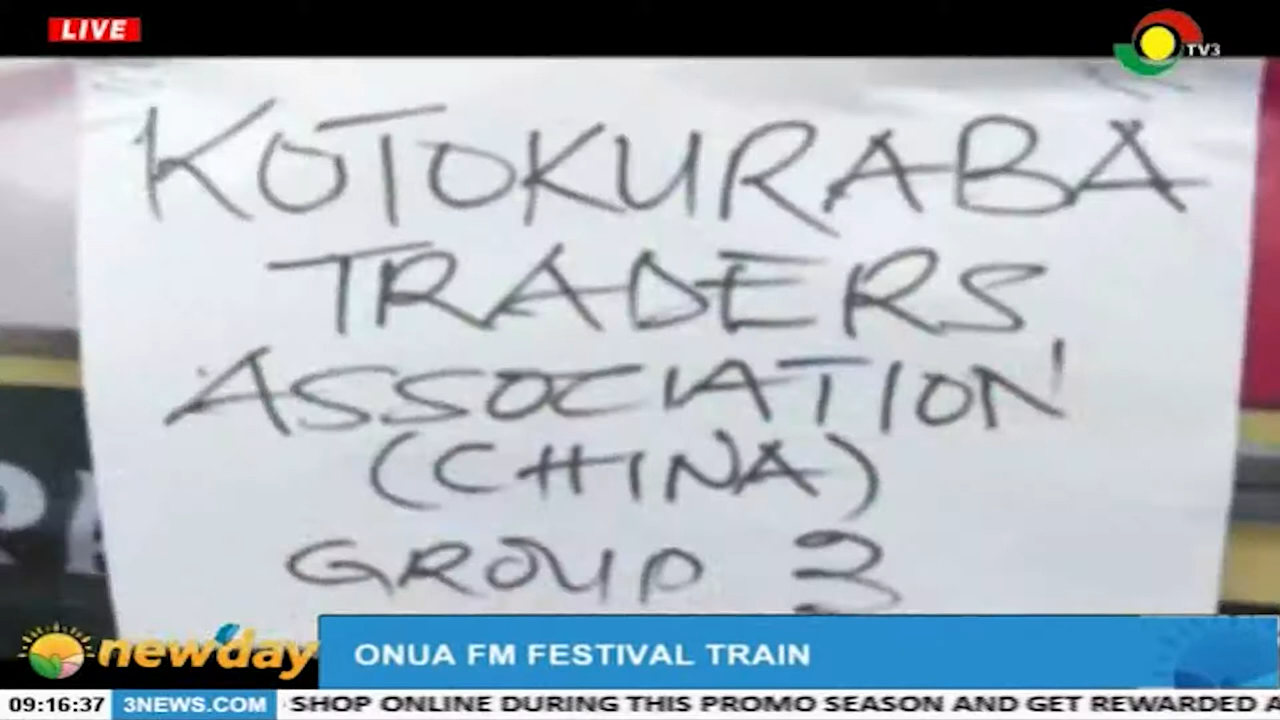 LIVE
TV3
KOTOKURABA
TRADERS
ASSOCIATION
(CHINA)
GROUP 3
newday
ONUA FM FESTIVAL TRAIN
09:16:37 3NEWS.COM SHOP ONLINE DURING THIS PROMO SEASON AND GET REWARDED